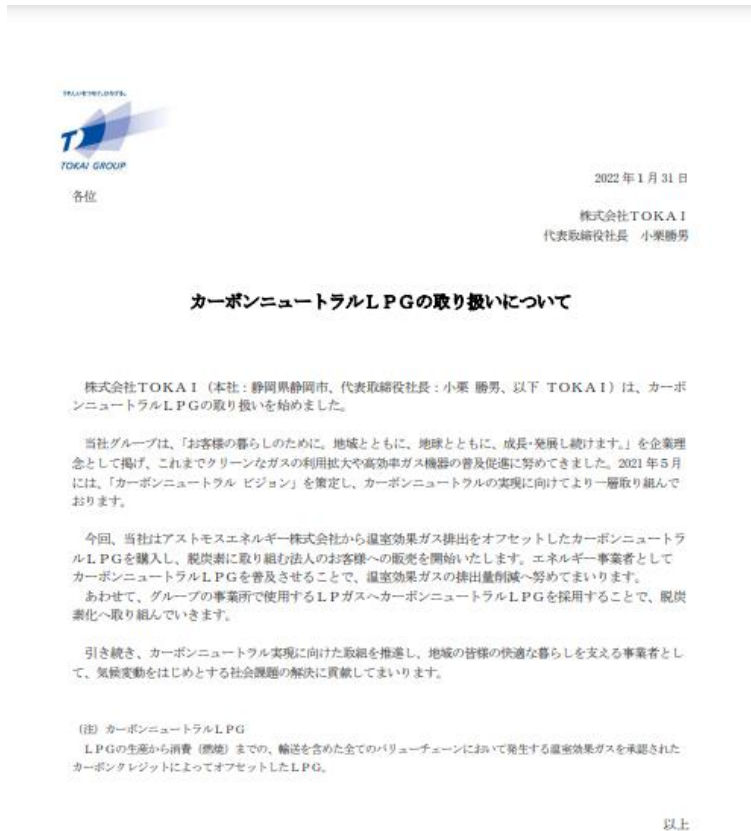 TOKAI GROUP
2022年1月31日
各位
株式会社TOKAI
代表取締役社長 小栗勝男
カーボンニュートラルLPGの取り扱いについて
株式会社TOKAI(本社:静岡県静岡市、代表取締役社長:小栗 勝男、以下 TOKAI)は、カーボ
ンニュートラルLPGの取り扱いを始めました。
当社グループは、「お客様の暮らしのために。地域とともに、地球とともに、成長・発展し続けます。」を企業理
念として掲げ、これまでクリーンなガスの利用拡大や高効率ガス機器の普及促進に努めてきました。2021年5月
には、「カーボンニュートラル ビジョン」を策定し、カーボンニュートラルの実現に向けてより一層取り組んで
おります。
今回、当社はアストモスエネルギー株式会社から温室効果ガス排出をオフセットしたカーボンニュートラ
ルLPGを購入し、脱炭素に取り組む法人のお客様への販売を開始いたします。エネルギー事業者として
カーボンニュートラルLPGを普及させることで、温室効果ガスの排出量削減へ努めてまいります。
あわせて、グループの事業所で使用するLPガスへカーボンニュートラルLPGを採用することで、脱炭
素化へ取り組んでいきます。
引き続き、カーボンニュートラル実現に向けた取組を推進し、地域の皆様の快適な暮らしを支える事業者とし
て、気候変動をはじめとする社会課題の解決に貢献してまいります。
(注)カーボンニュートラルLPG
LPGの生産から消費(燃焼)までの、輸送を含めた全てのバリューチェーンにおいて発生する温室効果ガスを承認された
カーボンクレジットによってオフセットしたLPG。
以上